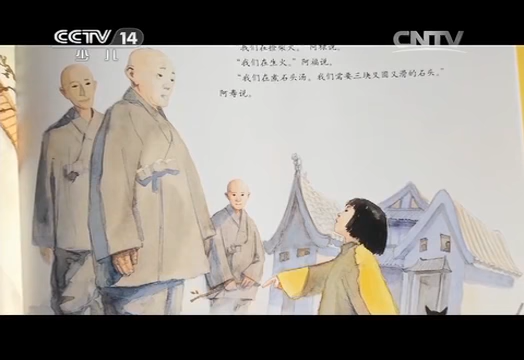 CCTV 14
少儿
CNTV
"我们在捡柴火。"阿禄说。
"我们在生火。"阿福说。
"我们在煮石头汤。我们需要三块又圆又滑的石头。"
阿寿说。